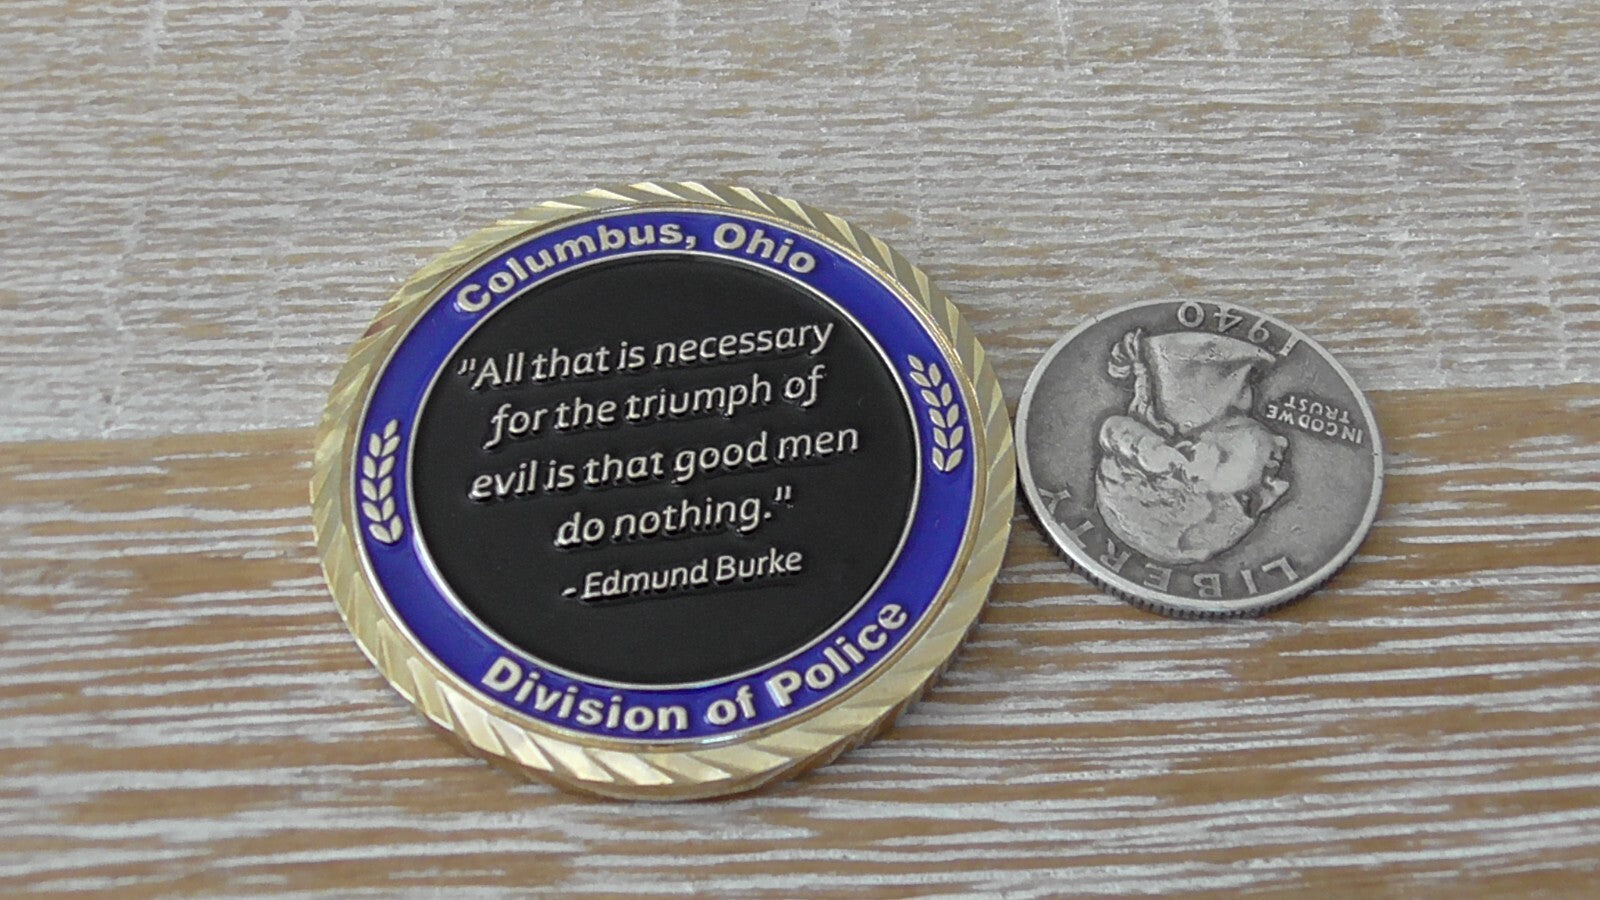 Columbus, Ohio
"All that is necessary
for the triumph of
evil is that good men
do nothing."
- Edmund Burke
Division of Police
LIBERTY
IN GOD WE
TRUST
1940